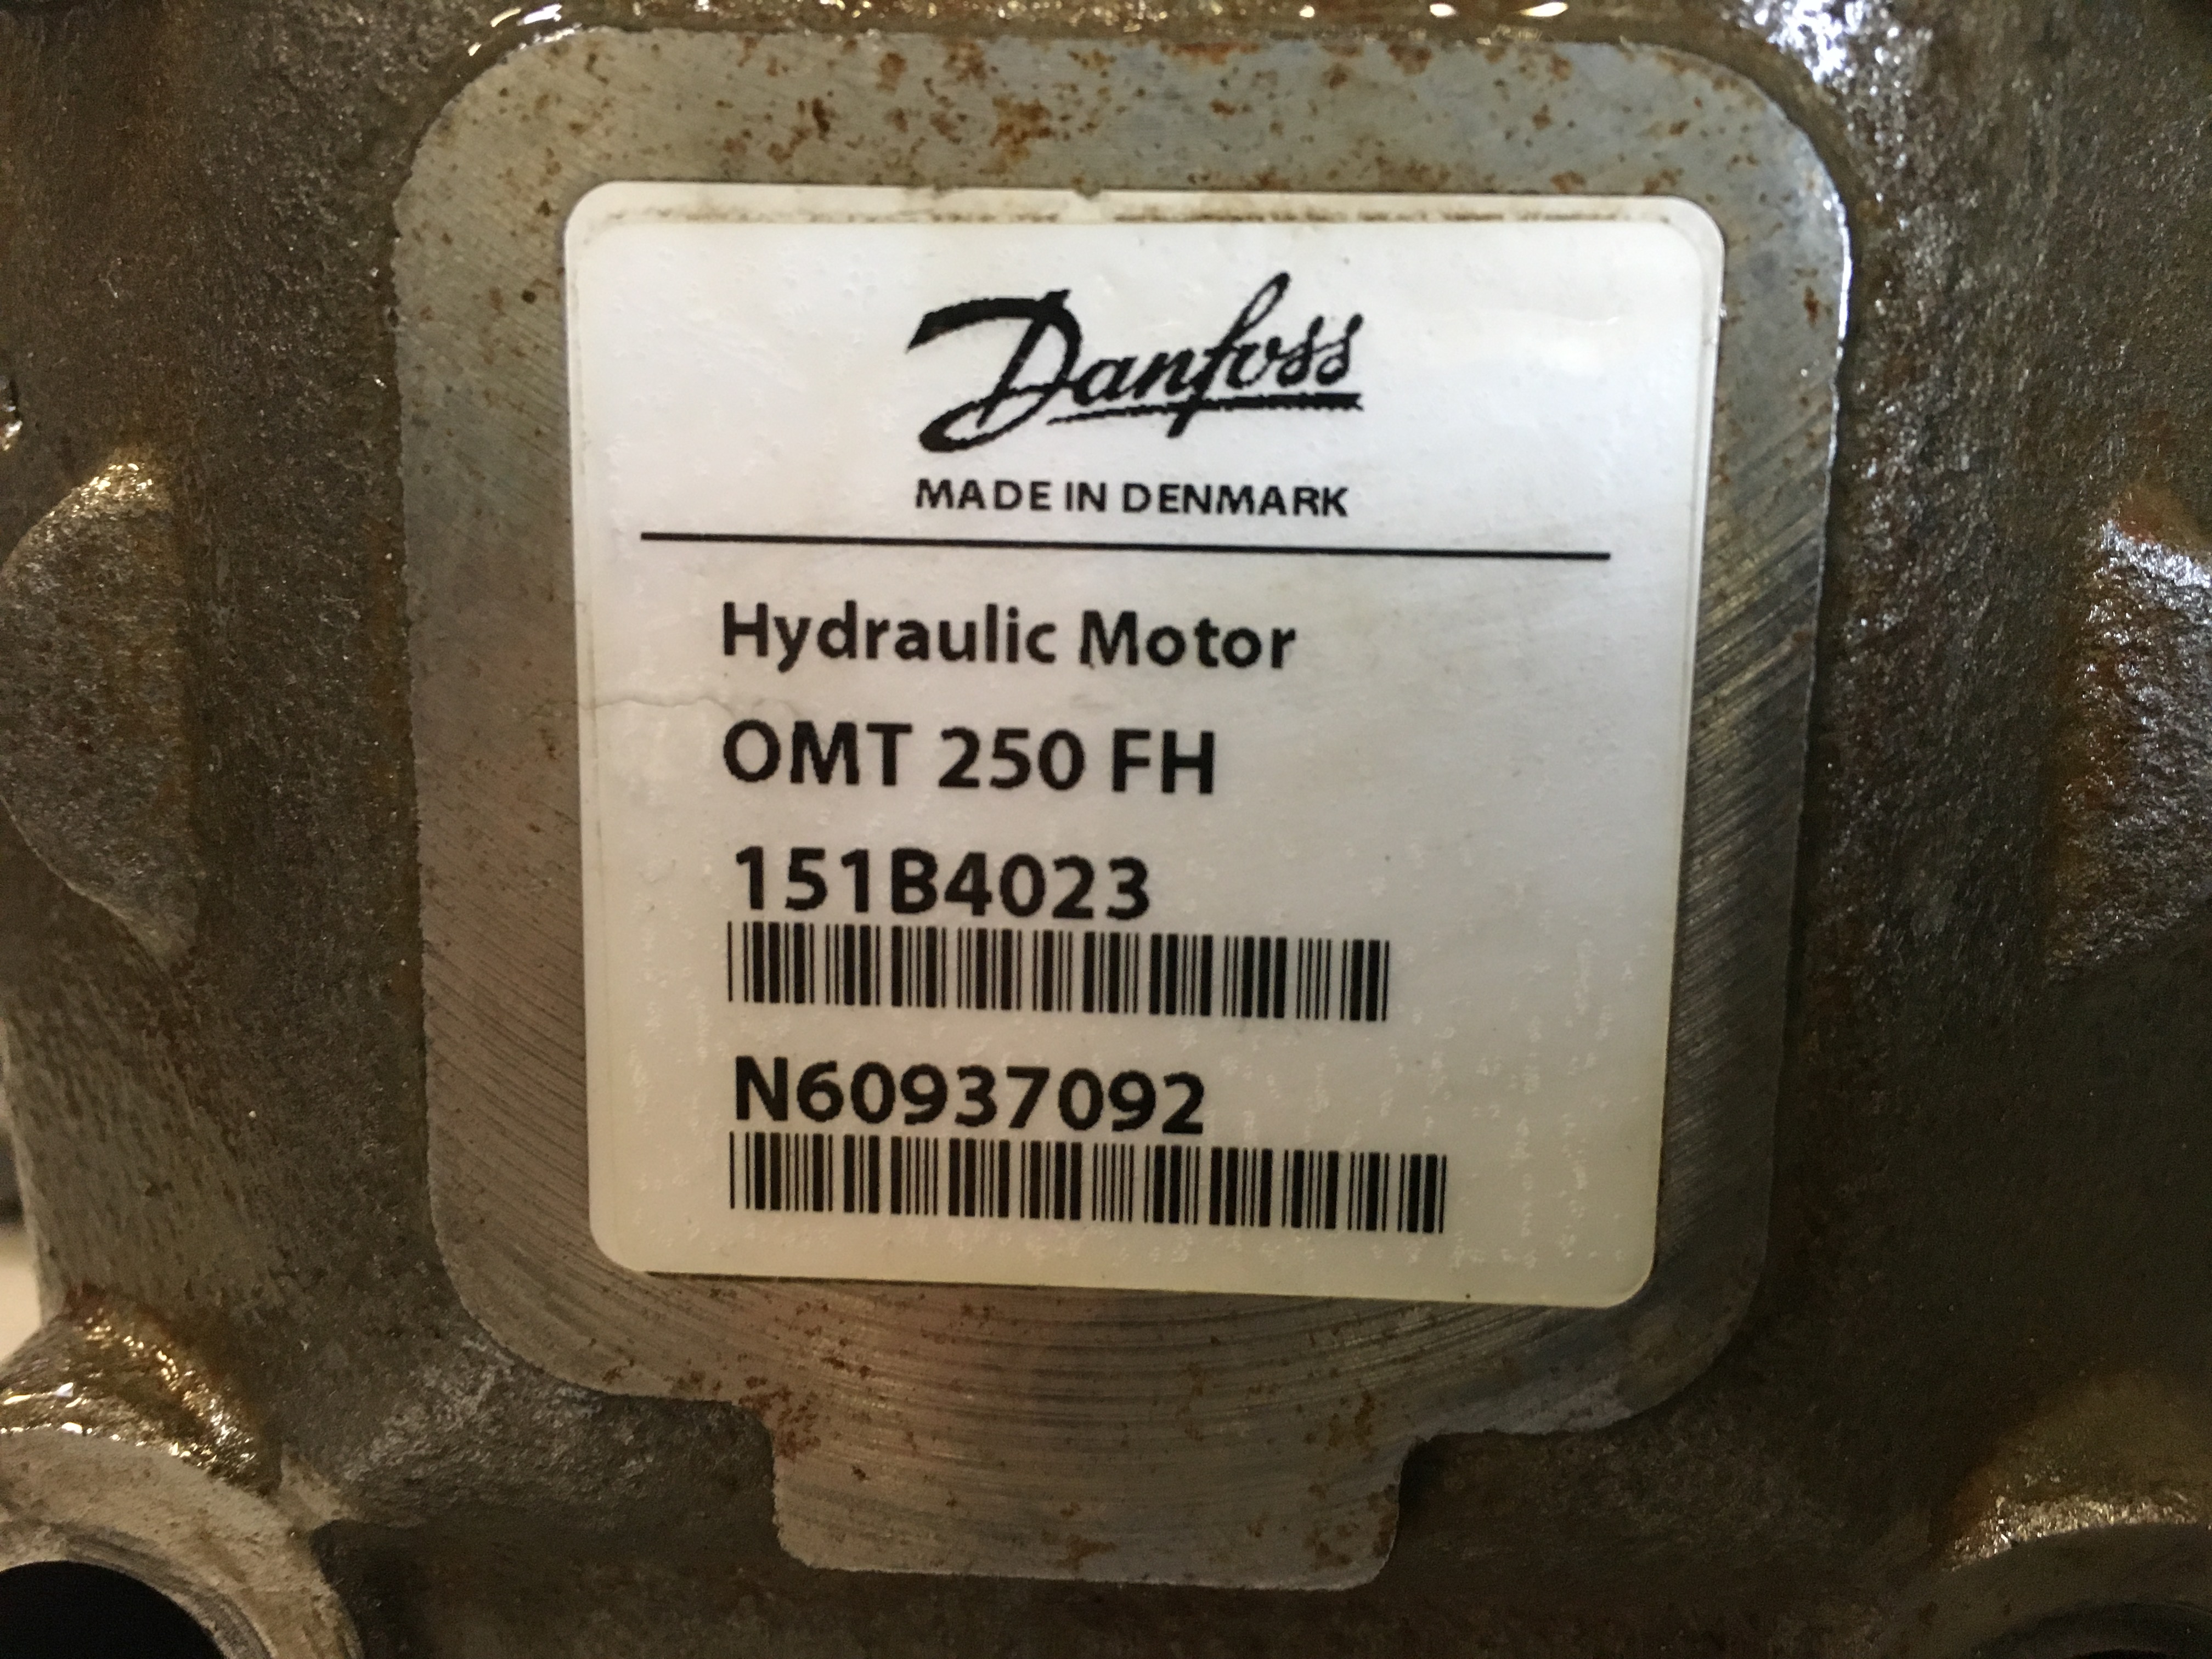 Danfoss
MADE IN DENMARK
Hydraulic Motor
OMT 250 FH
151B4023
N60937092